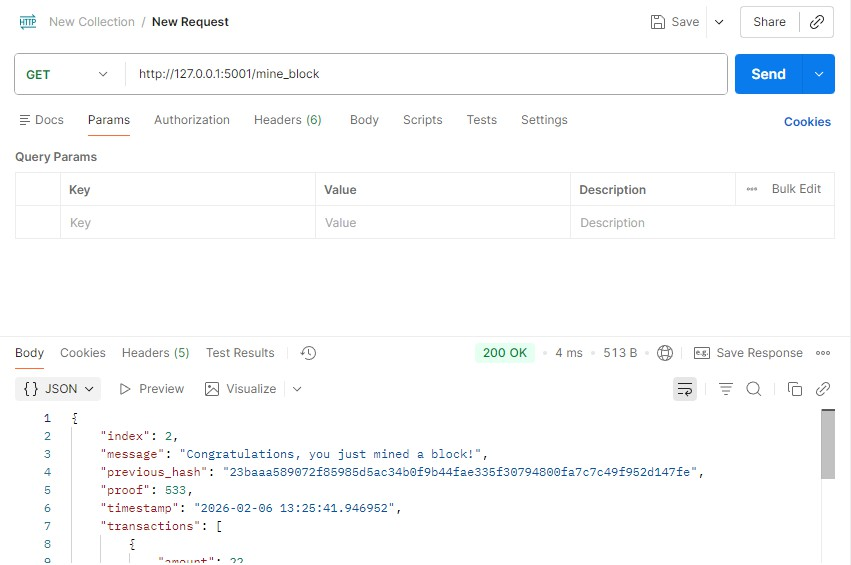 HTTP New Collection / New Request Save Share
GET http://127.0.0.1:5001/mine_block Send
Docs Params Authorization Headers (6) Body Scripts Tests Settings Cookies
Query Params
Key Value Description Bulk Edit
Key Value Description
Body Cookies Headers (5) Test Results 200 OK 4 ms 513 B e.g. Save Response
{} JSON Preview Visualize
1 {
2 "index": 2,
3 "message": "Congratulations, you just mined a block!",
4 "previous_hash": "23baaa589072f85985d5ac34b0f9b44fae335f30794800fa7c7c49f952d147fe",
5 "proof": 533,
6 "timestamp": "2026-02-06 13:25:41.946952",
7 "transactions": [
8 {
9 "amount": 22